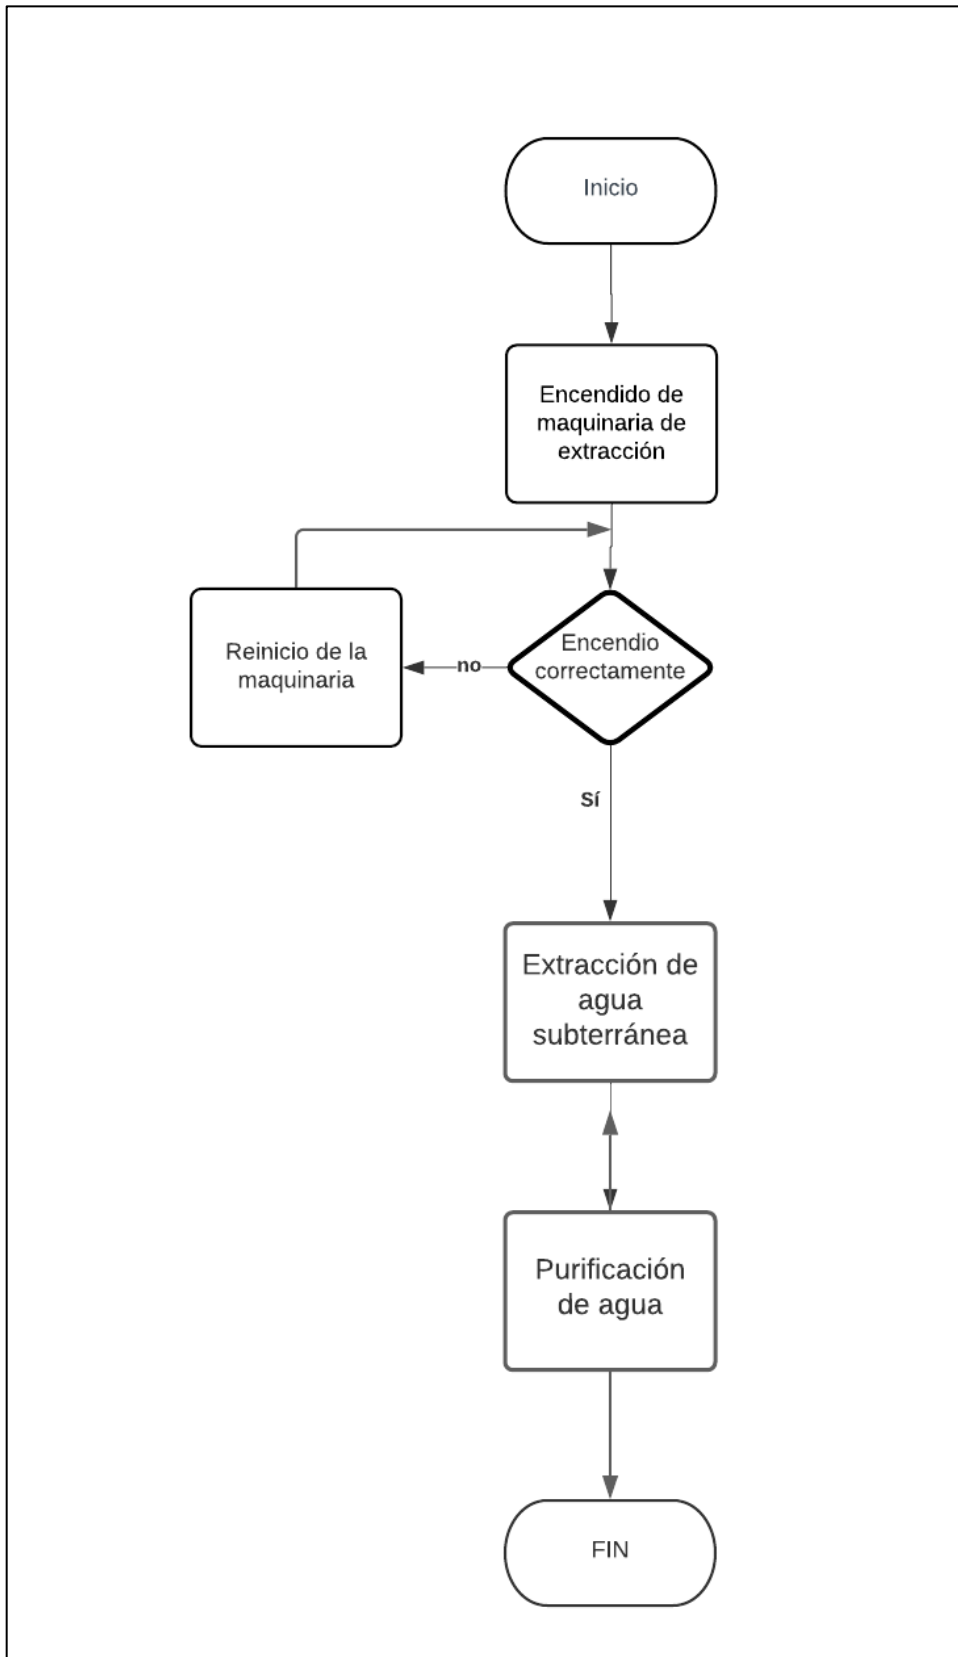 Inicio
Encendido de
maquinaria de
extracción
Reinicio de la
maquinaria
no
Encendio
correctamente
Sí
Extracción de
agua
subterránea
Purificación
de agua
FIN